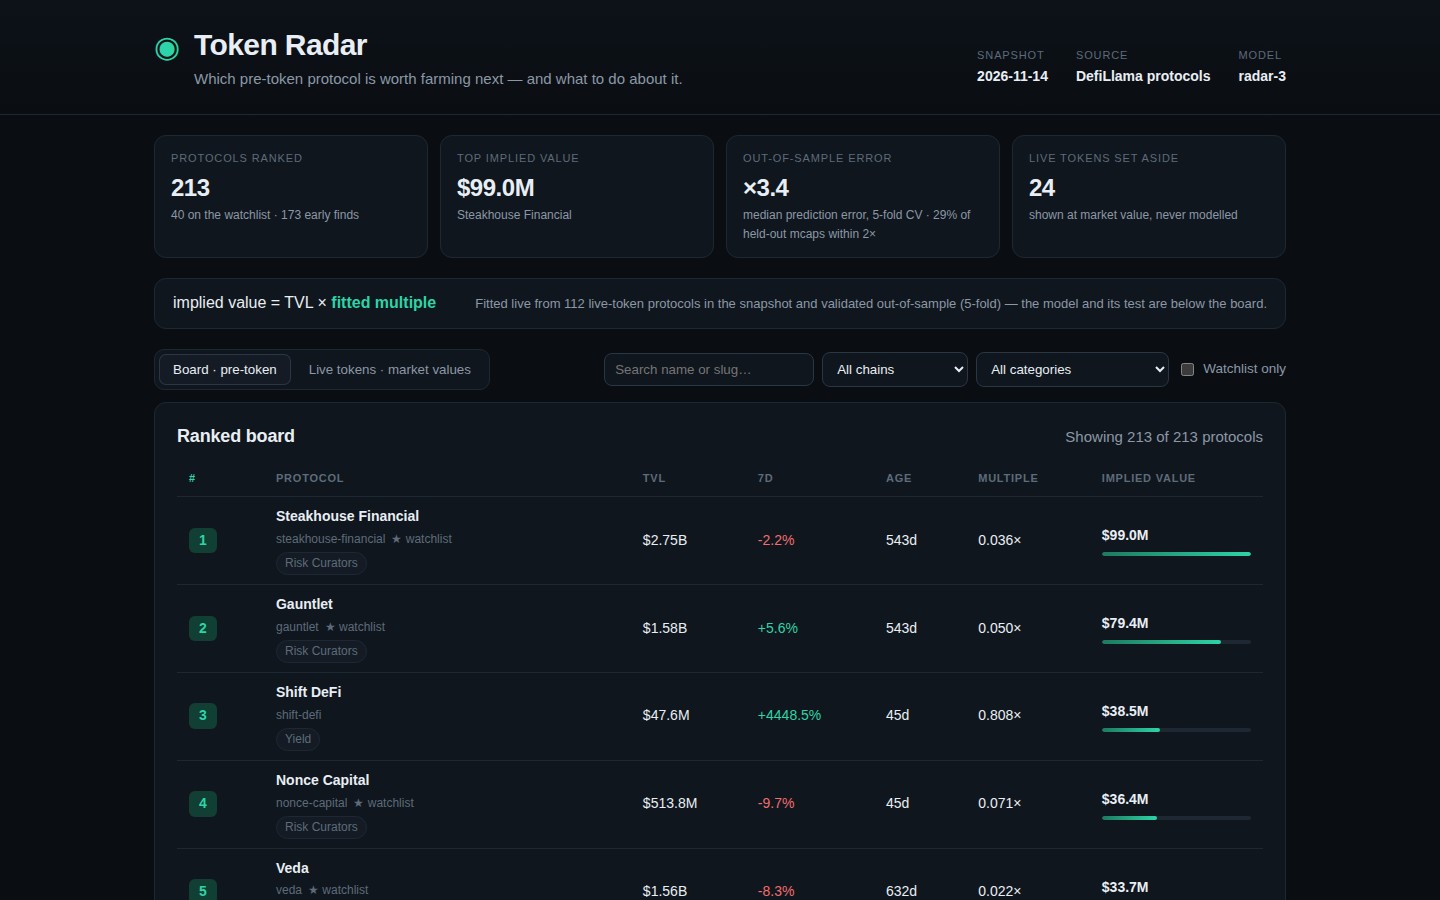 Token Radar
Which pre-token protocol is worth farming next — and what to do about it.
SNAPSHOT
2026-11-14
SOURCE
DefiLlama protocols
MODEL
radar-3
PROTOCOLS RANKED
213
40 on the watchlist · 173 early finds
TOP IMPLIED VALUE
$99.0M
Steakhouse Financial
OUT-OF-SAMPLE ERROR
×3.4
median prediction error, 5-fold CV · 29% of
held-out mcaps within 2×
LIVE TOKENS SET ASIDE
24
shown at market value, never modelled
implied value = TVL × fitted multiple
Fitted live from 112 live-token protocols in the snapshot and validated out-of-sample (5-fold) — the model and its test are below the board.
Board · pre-token
Live tokens · market values
Search name or slug…
All chains
All categories
Watchlist only
Ranked board
Showing 213 of 213 protocols
# PROTOCOL TVL 7D AGE MULTIPLE IMPLIED VALUE
Steakhouse Financial
steakhouse-financial ★ watchlist
Risk Curators
1 $2.75B -2.2% 543d 0.036× $99.0M
Gauntlet
gauntlet ★ watchlist
Risk Curators
2 $1.58B +5.6% 543d 0.050× $79.4M
Shift DeFi
shift-defi
Yield
3 $47.6M +4448.5% 45d 0.808× $38.5M
Nonce Capital
nonce-capital ★ watchlist
Risk Curators
4 $513.8M -9.7% 45d 0.071× $36.4M
Veda
veda ★ watchlist
5 $1.56B -8.3% 632d 0.022× $33.7M